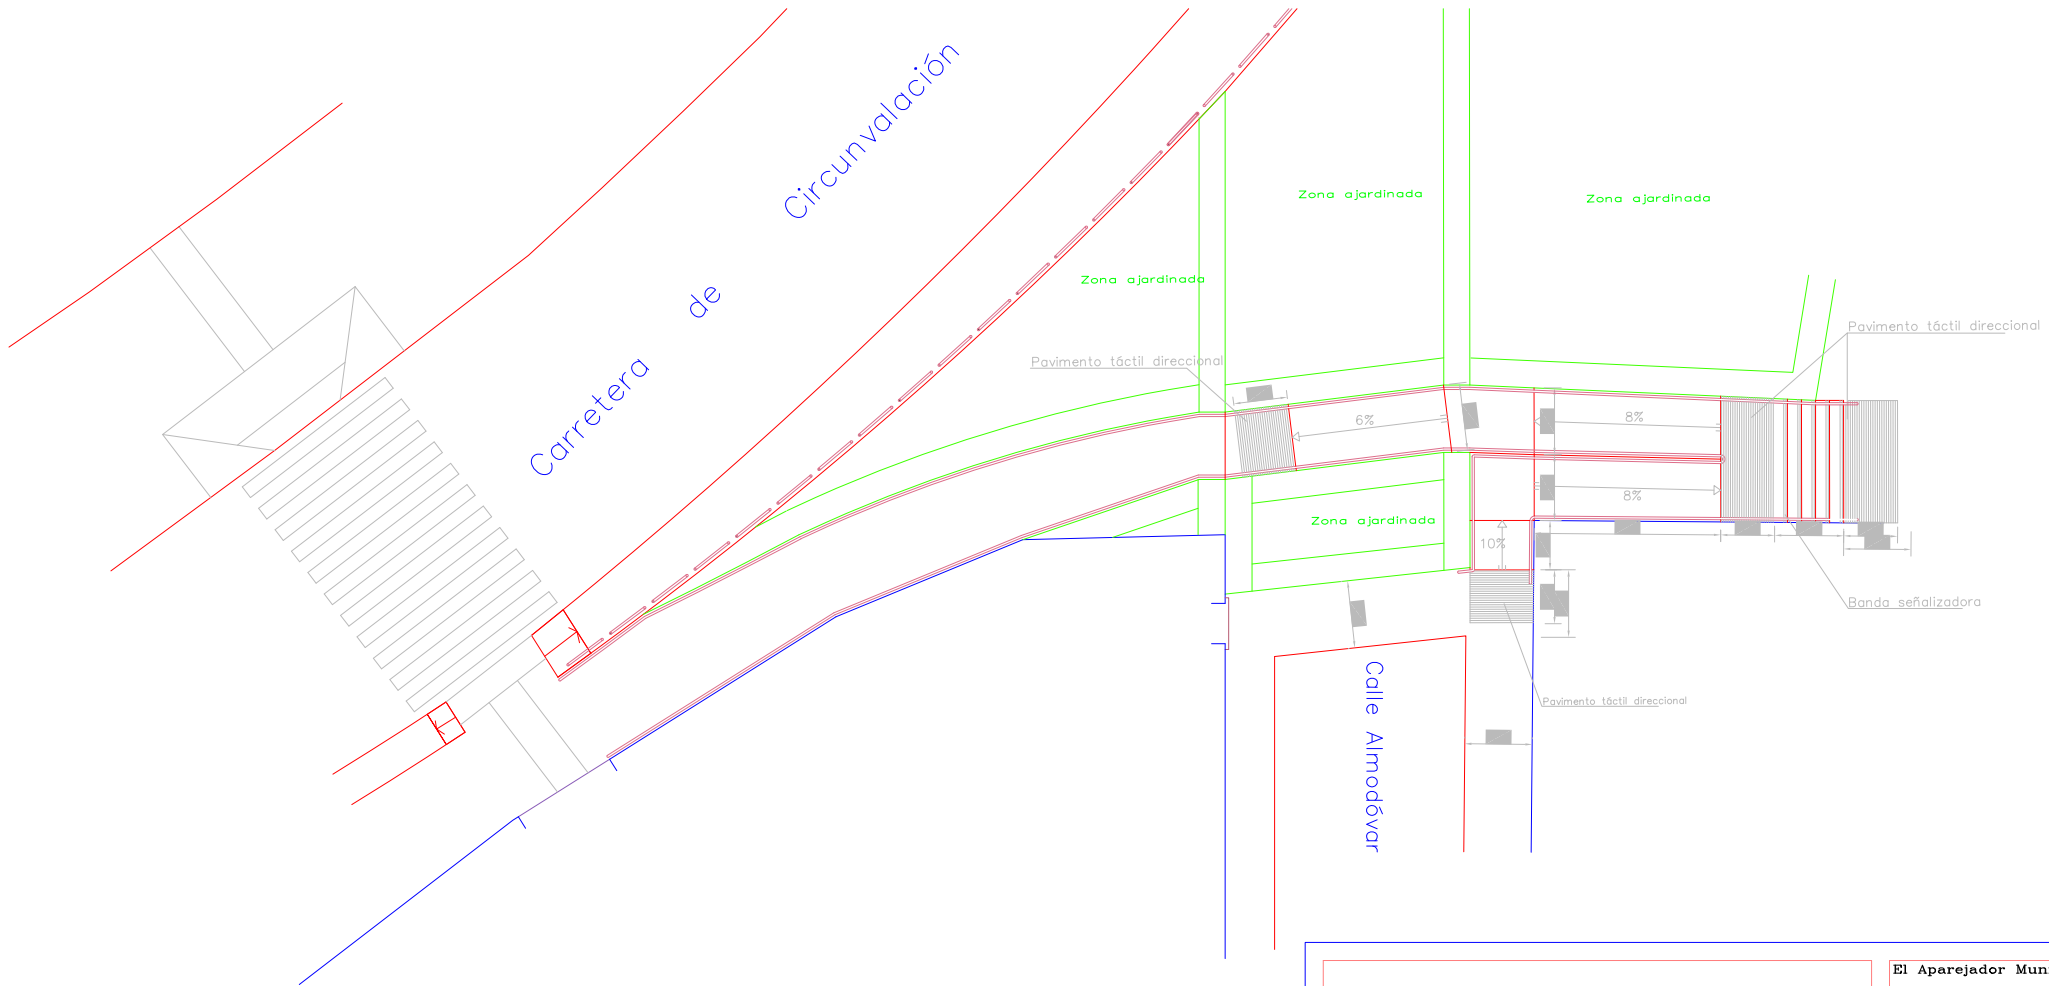 Carretera de Circunvalación
Zona ajardinada
Zona ajardinada
Zona ajardinada
Pavimento táctil direccional
Pavimento táctil direccional
6%
8%
8%
Zona ajardinada
10%
Banda señalizadora
Pavimento táctil direccional
Calle Almodóvar
El Aparejador